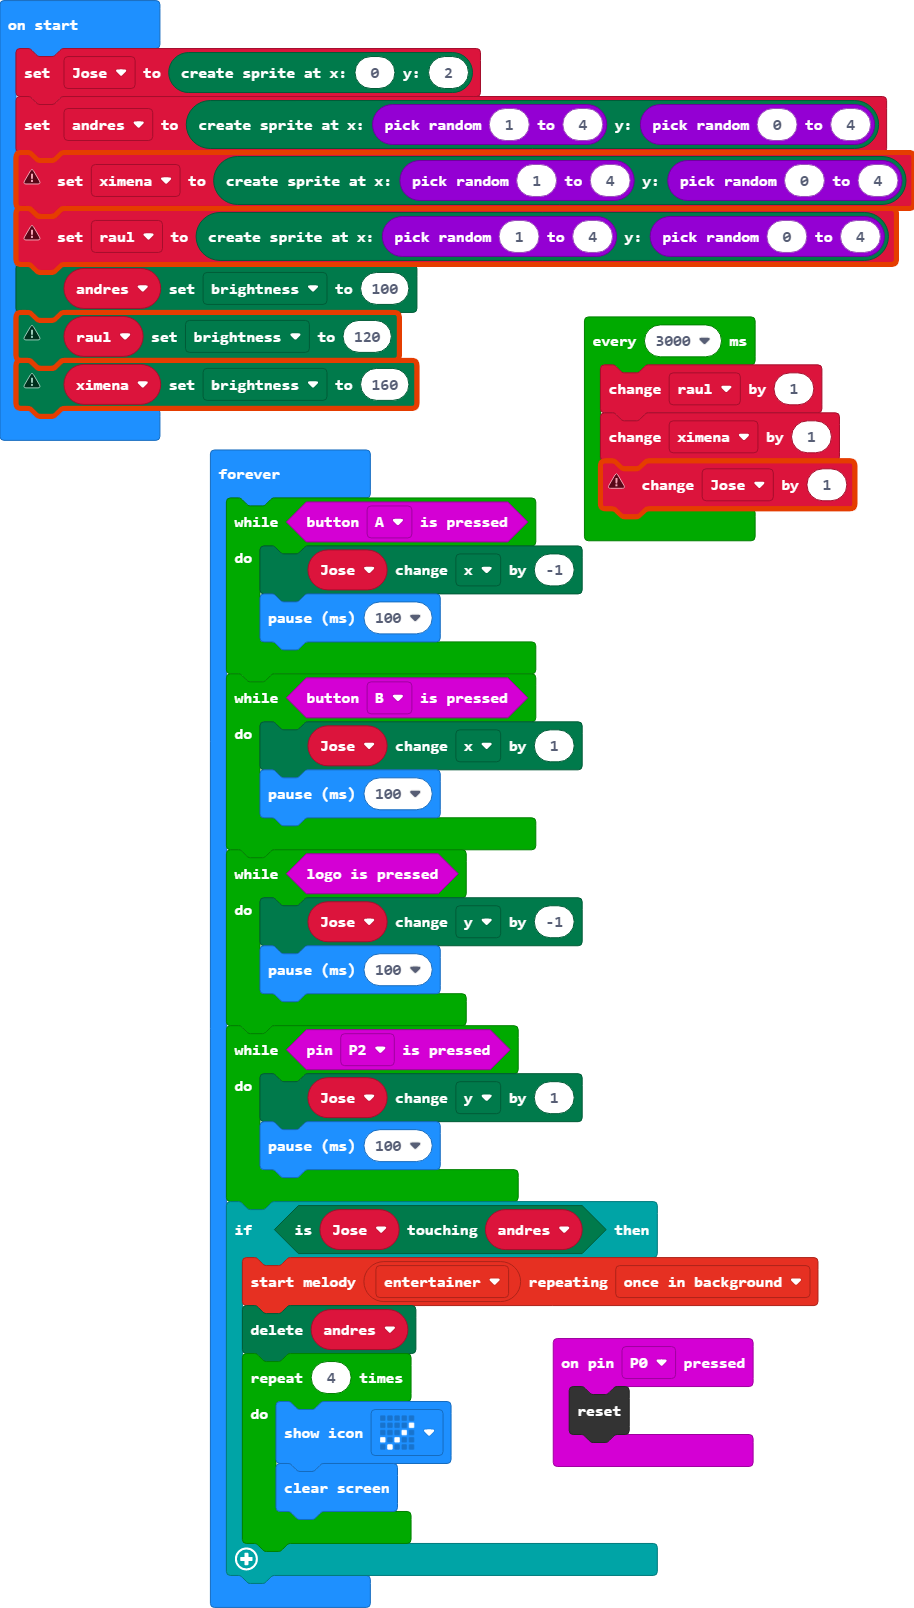 on start
set Jose to create sprite at x: 0 y: 2
set andres to create sprite at x: pick random 1 to 4 y: pick random 0 to 4
set ximena to create sprite at x: pick random 1 to 4 y: pick random 0 to 4
set raul to create sprite at x: pick random 1 to 4 y: pick random 0 to 4
andres set brightness to 100
raul set brightness to 120
ximena set brightness to 160
every 3000 ms
change raul by 1
change ximena by 1
change Jose by 1
forever
while button A is pressed
do
Jose change x by -1
pause (ms) 100
while button B is pressed
do
Jose change x by 1
pause (ms) 100
while logo is pressed
do
Jose change y by -1
pause (ms) 100
while pin P2 is pressed
do
Jose change y by 1
pause (ms) 100
if is Jose touching andres then
start melody entertainer repeating once in background
delete andres
repeat 4 times
do
show icon
clear screen
on pin P0 pressed
reset